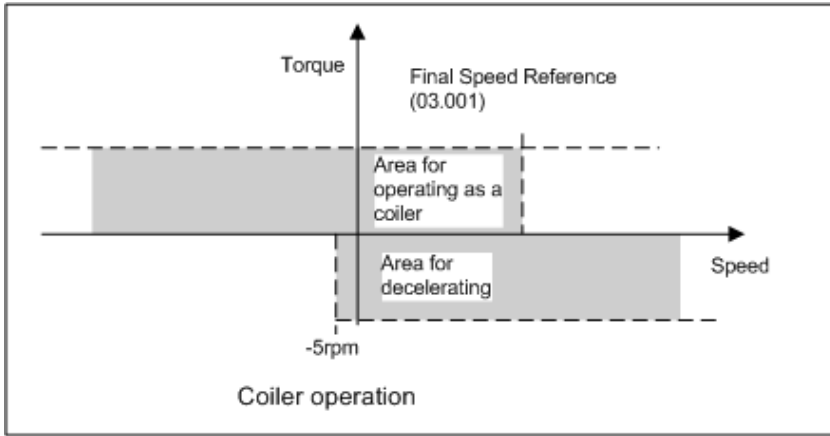 Torque
Final Speed Reference
(03.001)
Area for
operating as a
coiler
Area for
decelerating
Speed
-5rpm
Coiler operation